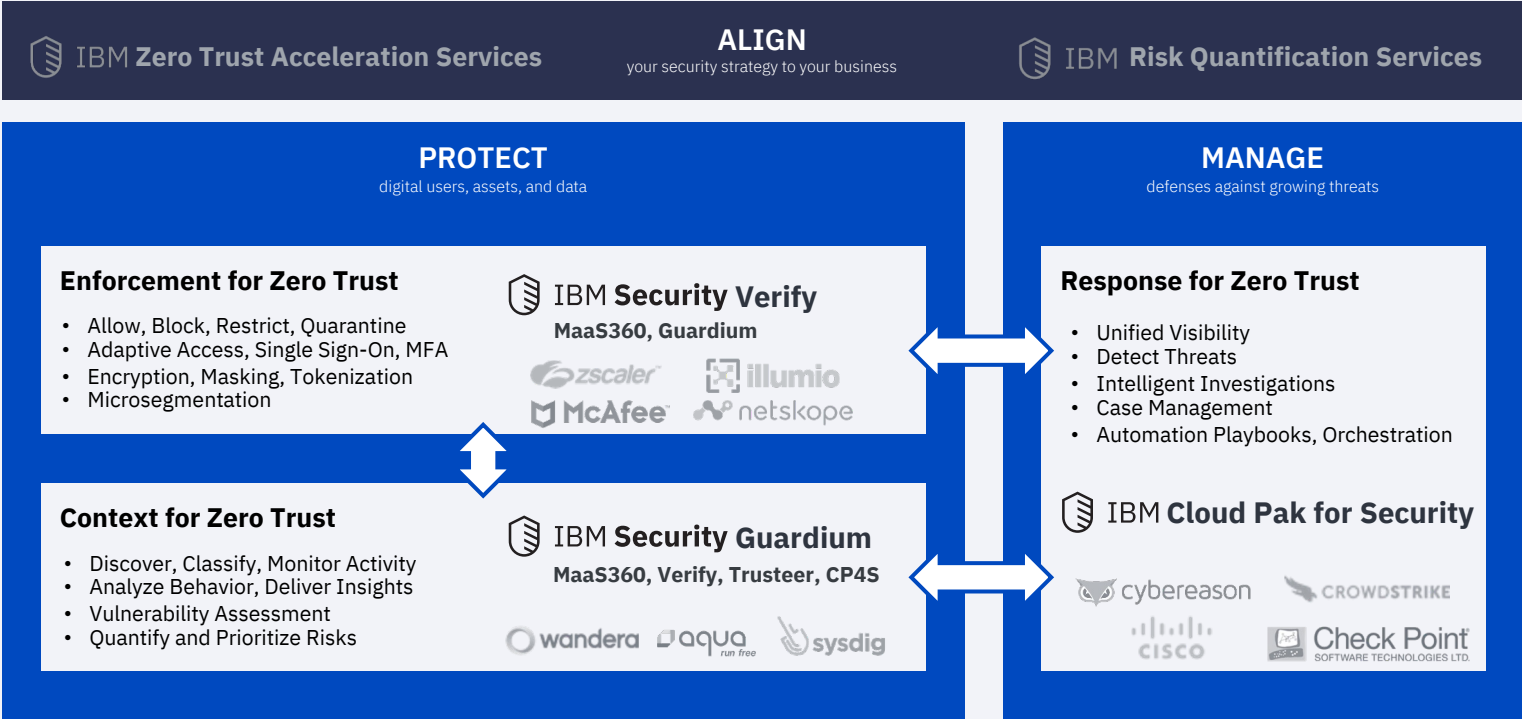 IBM Zero Trust Acceleration Services
ALIGN
your security strategy to your business
IBM Risk Quantification Services
PROTECT
digital users, assets, and data
Enforcement for Zero Trust
• Allow, Block, Restrict, Quarantine
• Adaptive Access, Single Sign-On, MFA
• Encryption, Masking, Tokenization
• Microsegmentation
IBM Security Verify
MaaS360, Guardium
zscaler™
illumio
McAfee™
netskope
Context for Zero Trust
• Discover, Classify, Monitor Activity
• Analyze Behavior, Deliver Insights
• Vulnerability Assessment
• Quantify and Prioritize Risks
IBM Security Guardium
MaaS360, Verify, Trusteer, CP4S
wandera
aqua
run free
sysdig
MANAGE
defenses against growing threats
Response for Zero Trust
• Unified Visibility
• Detect Threats
• Intelligent Investigations
• Case Management
• Automation Playbooks, Orchestration
IBM Cloud Pak for Security
cybereason
CROWDSTRIKE
CISCO
Check Point
SOFTWARE TECHNOLOGIES LTD.